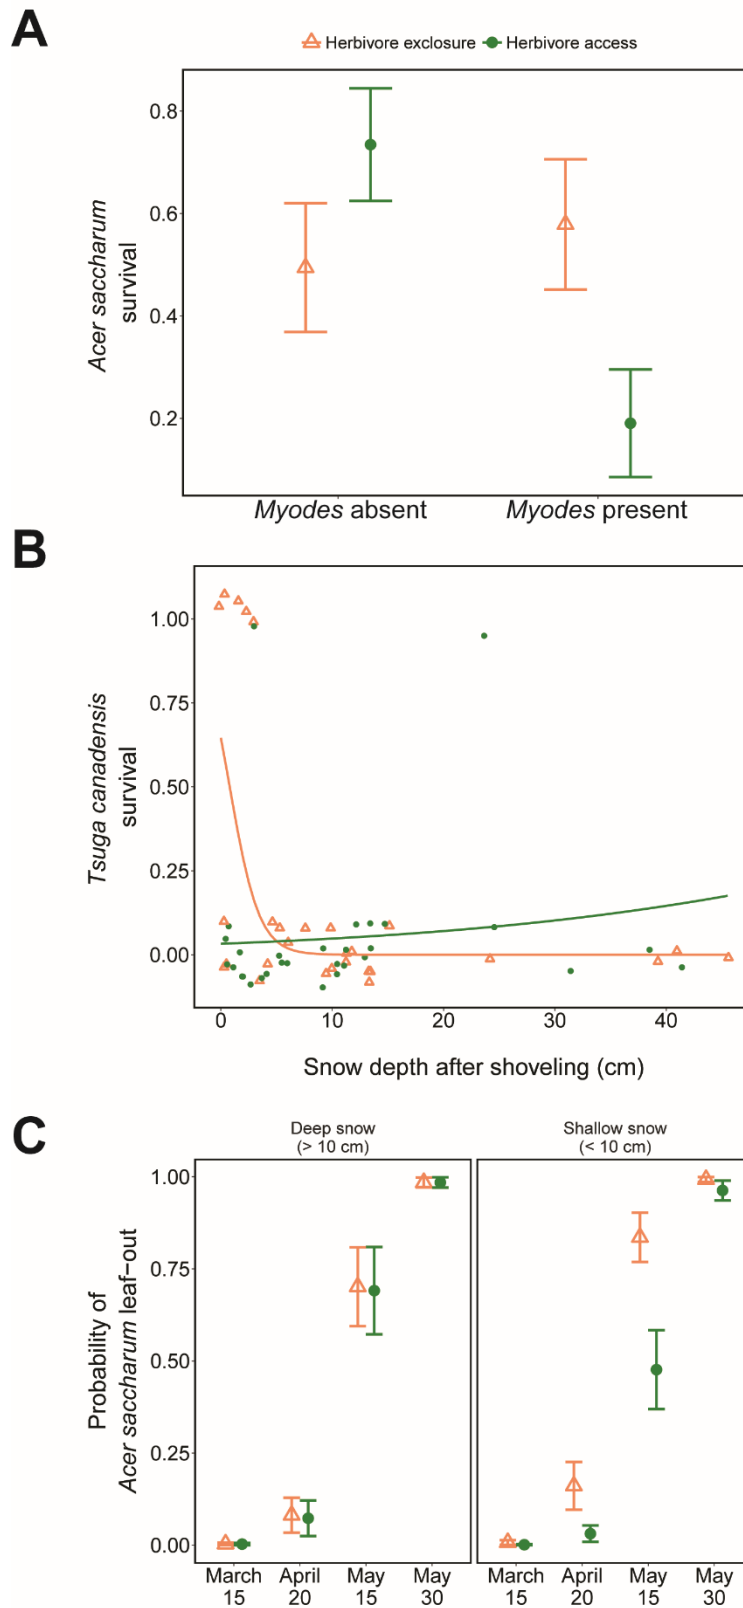 A
Herbivore exclosure Herbivore access
0.8
0.6
0.4
0.2
Acer saccharum
survival
Myodes absent Myodes present
B
1.00
0.75
0.50
0.25
0.00
Tsuga canadensis
survival
0 10 20 30 40
Snow depth after shoveling (cm)
C
Deep snow
(> 10 cm)
Shallow snow
(< 10 cm)
1.00
0.75
0.50
0.25
0.00
Probability of
Acer saccharum leaf−out
March April May May March April May May
15 20 15 30 15 20 15 30